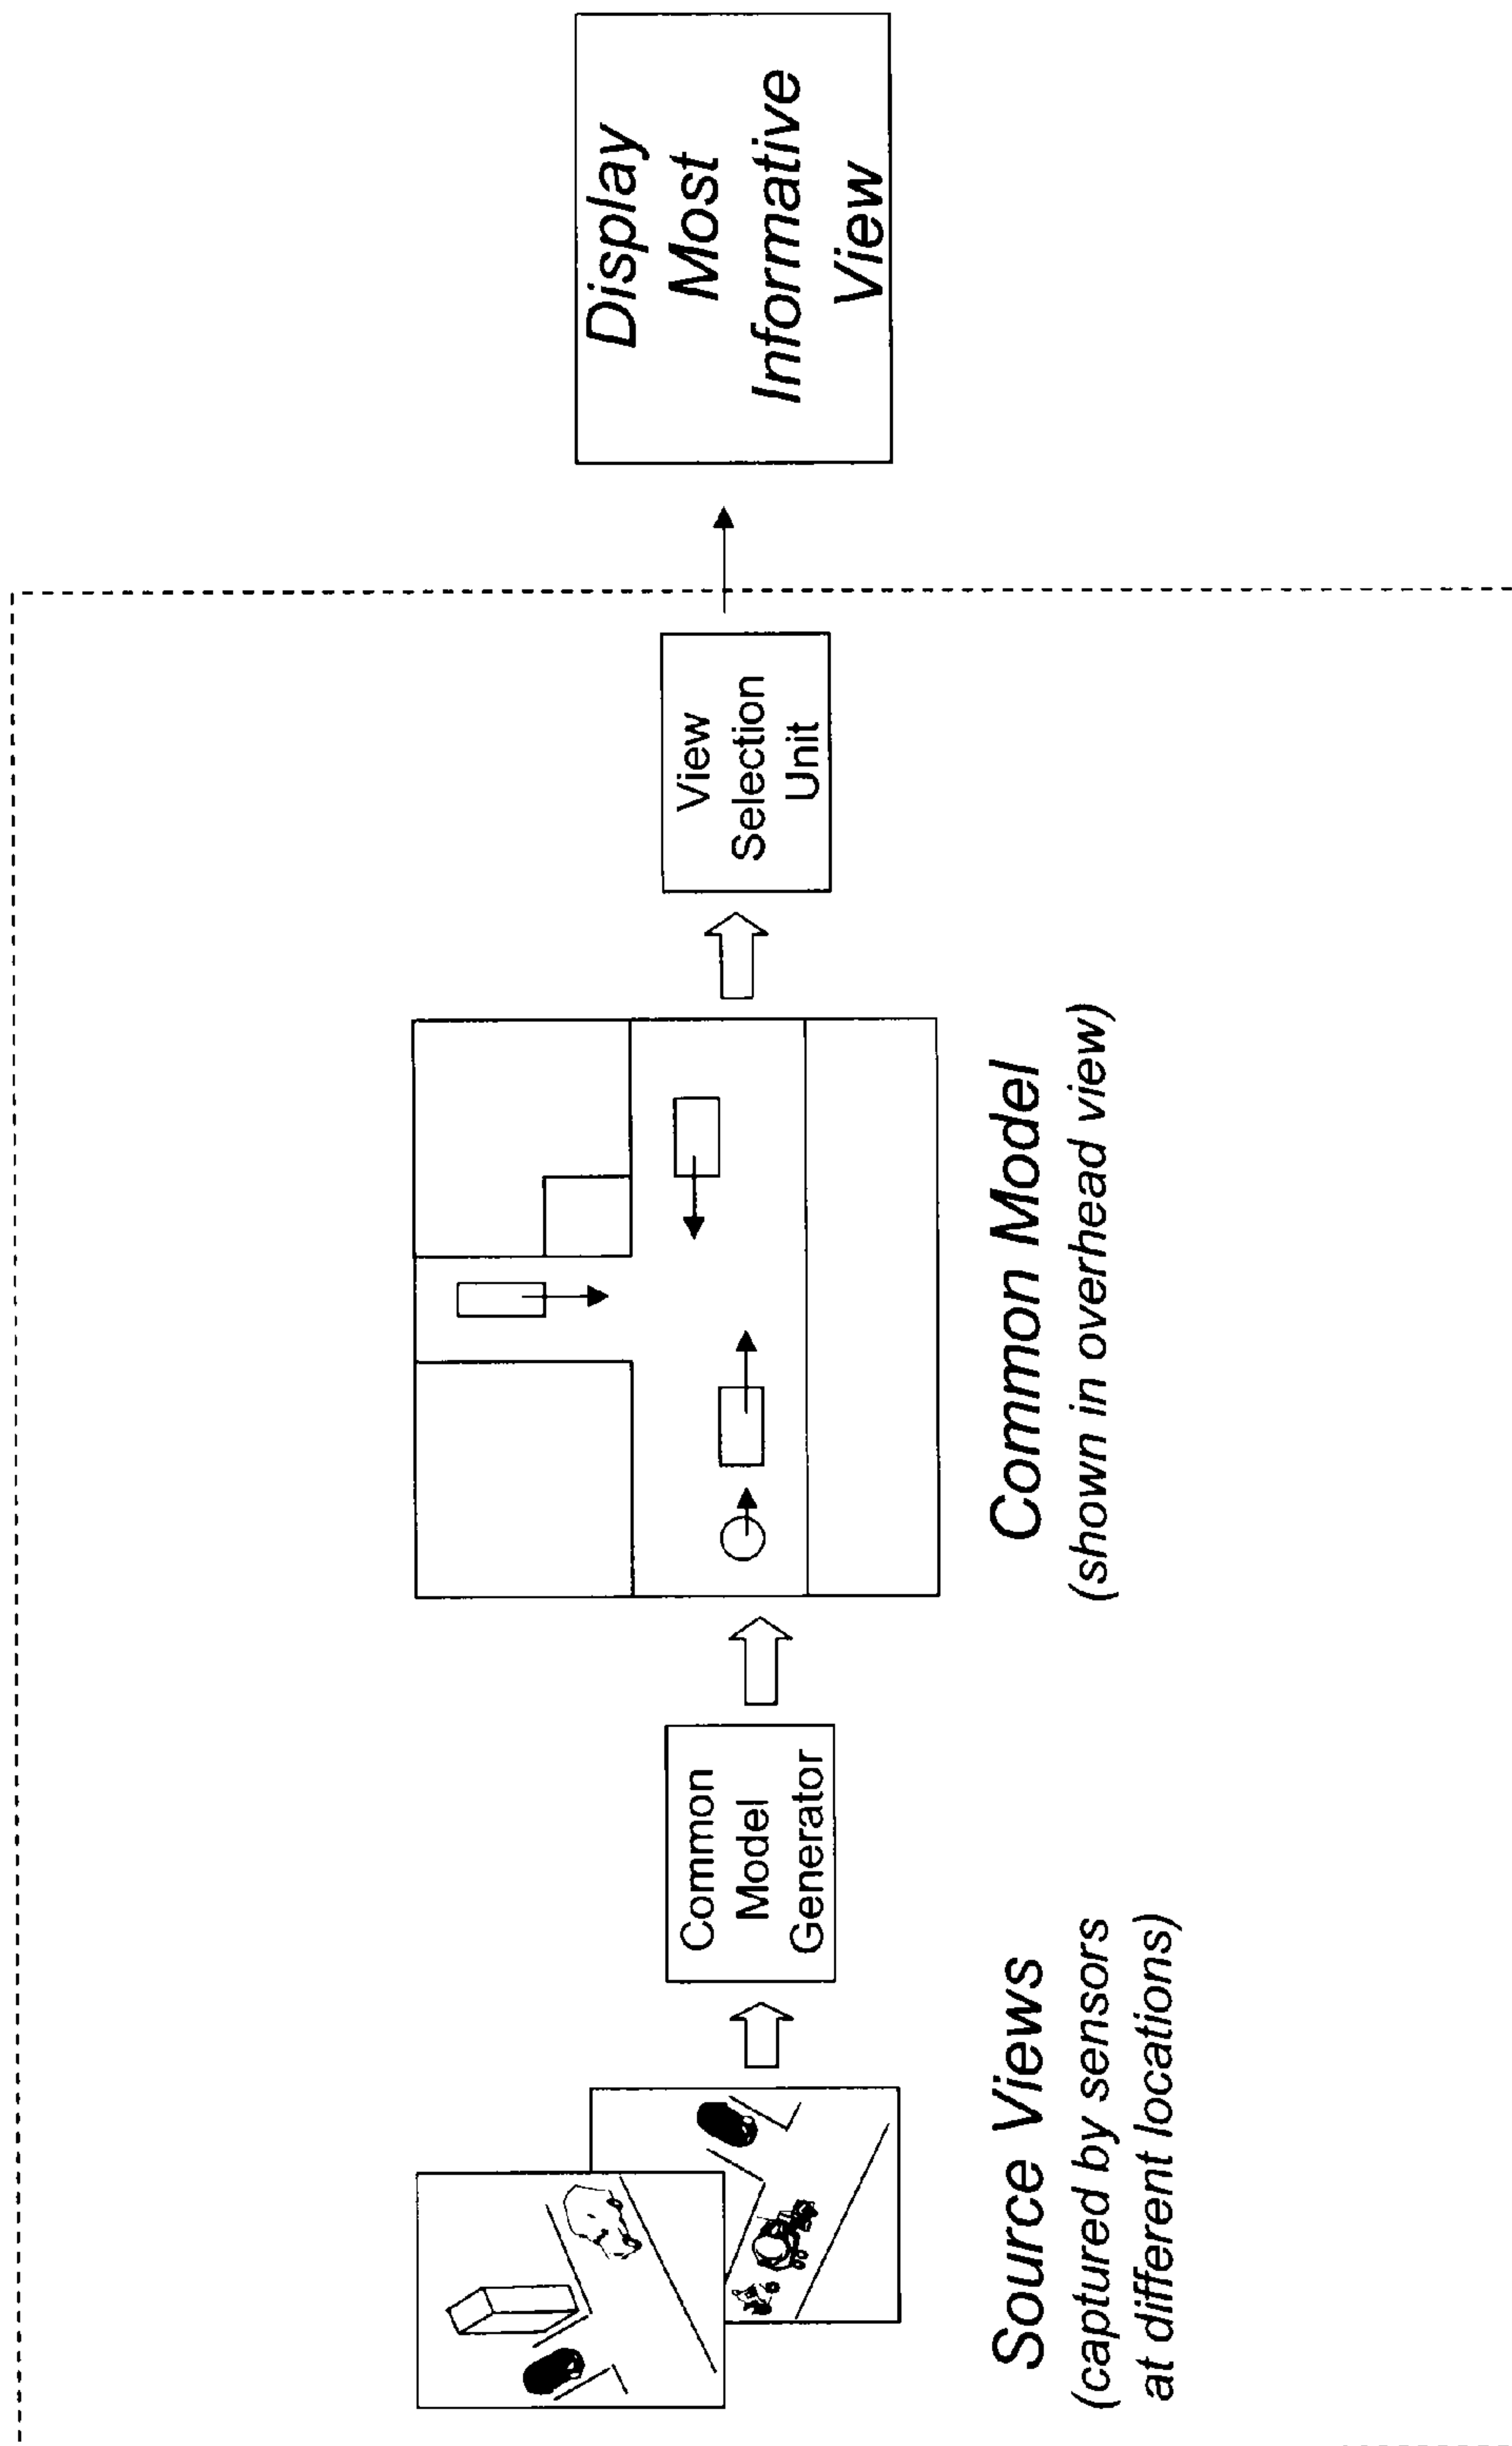 Source Views
(captured by sensors
at different locations)
Common
Model
Generator
Common Model
(shown in overhead view)
View
Selection
Unit
Display
Most
Informative
View